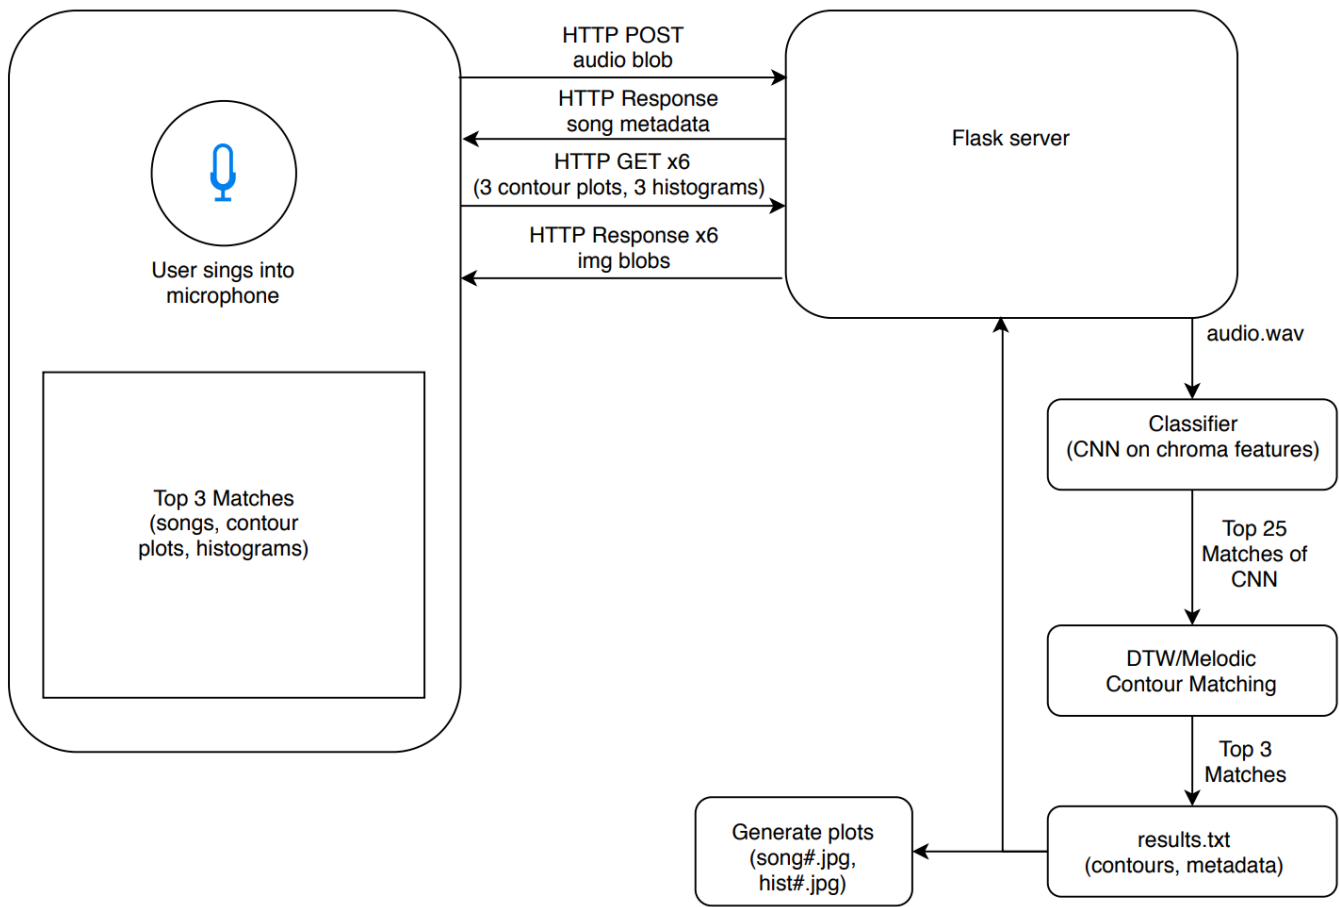 HTTP POST
audio blob
HTTP Response
song metadata
HTTP GET x6
(3 contour plots, 3 histograms)
HTTP Response x6
img blobs
Flask server
User sings into
microphone
audio.wav
Classifier
(CNN on chroma features)
Top 3 Matches
(songs, contour
plots, histograms)
Top 25
Matches of
CNN
DTW/Melodic
Contour Matching
Top 3
Matches
results.txt
(contours, metadata)
Generate plots
(song#.jpg,
hist#.jpg)